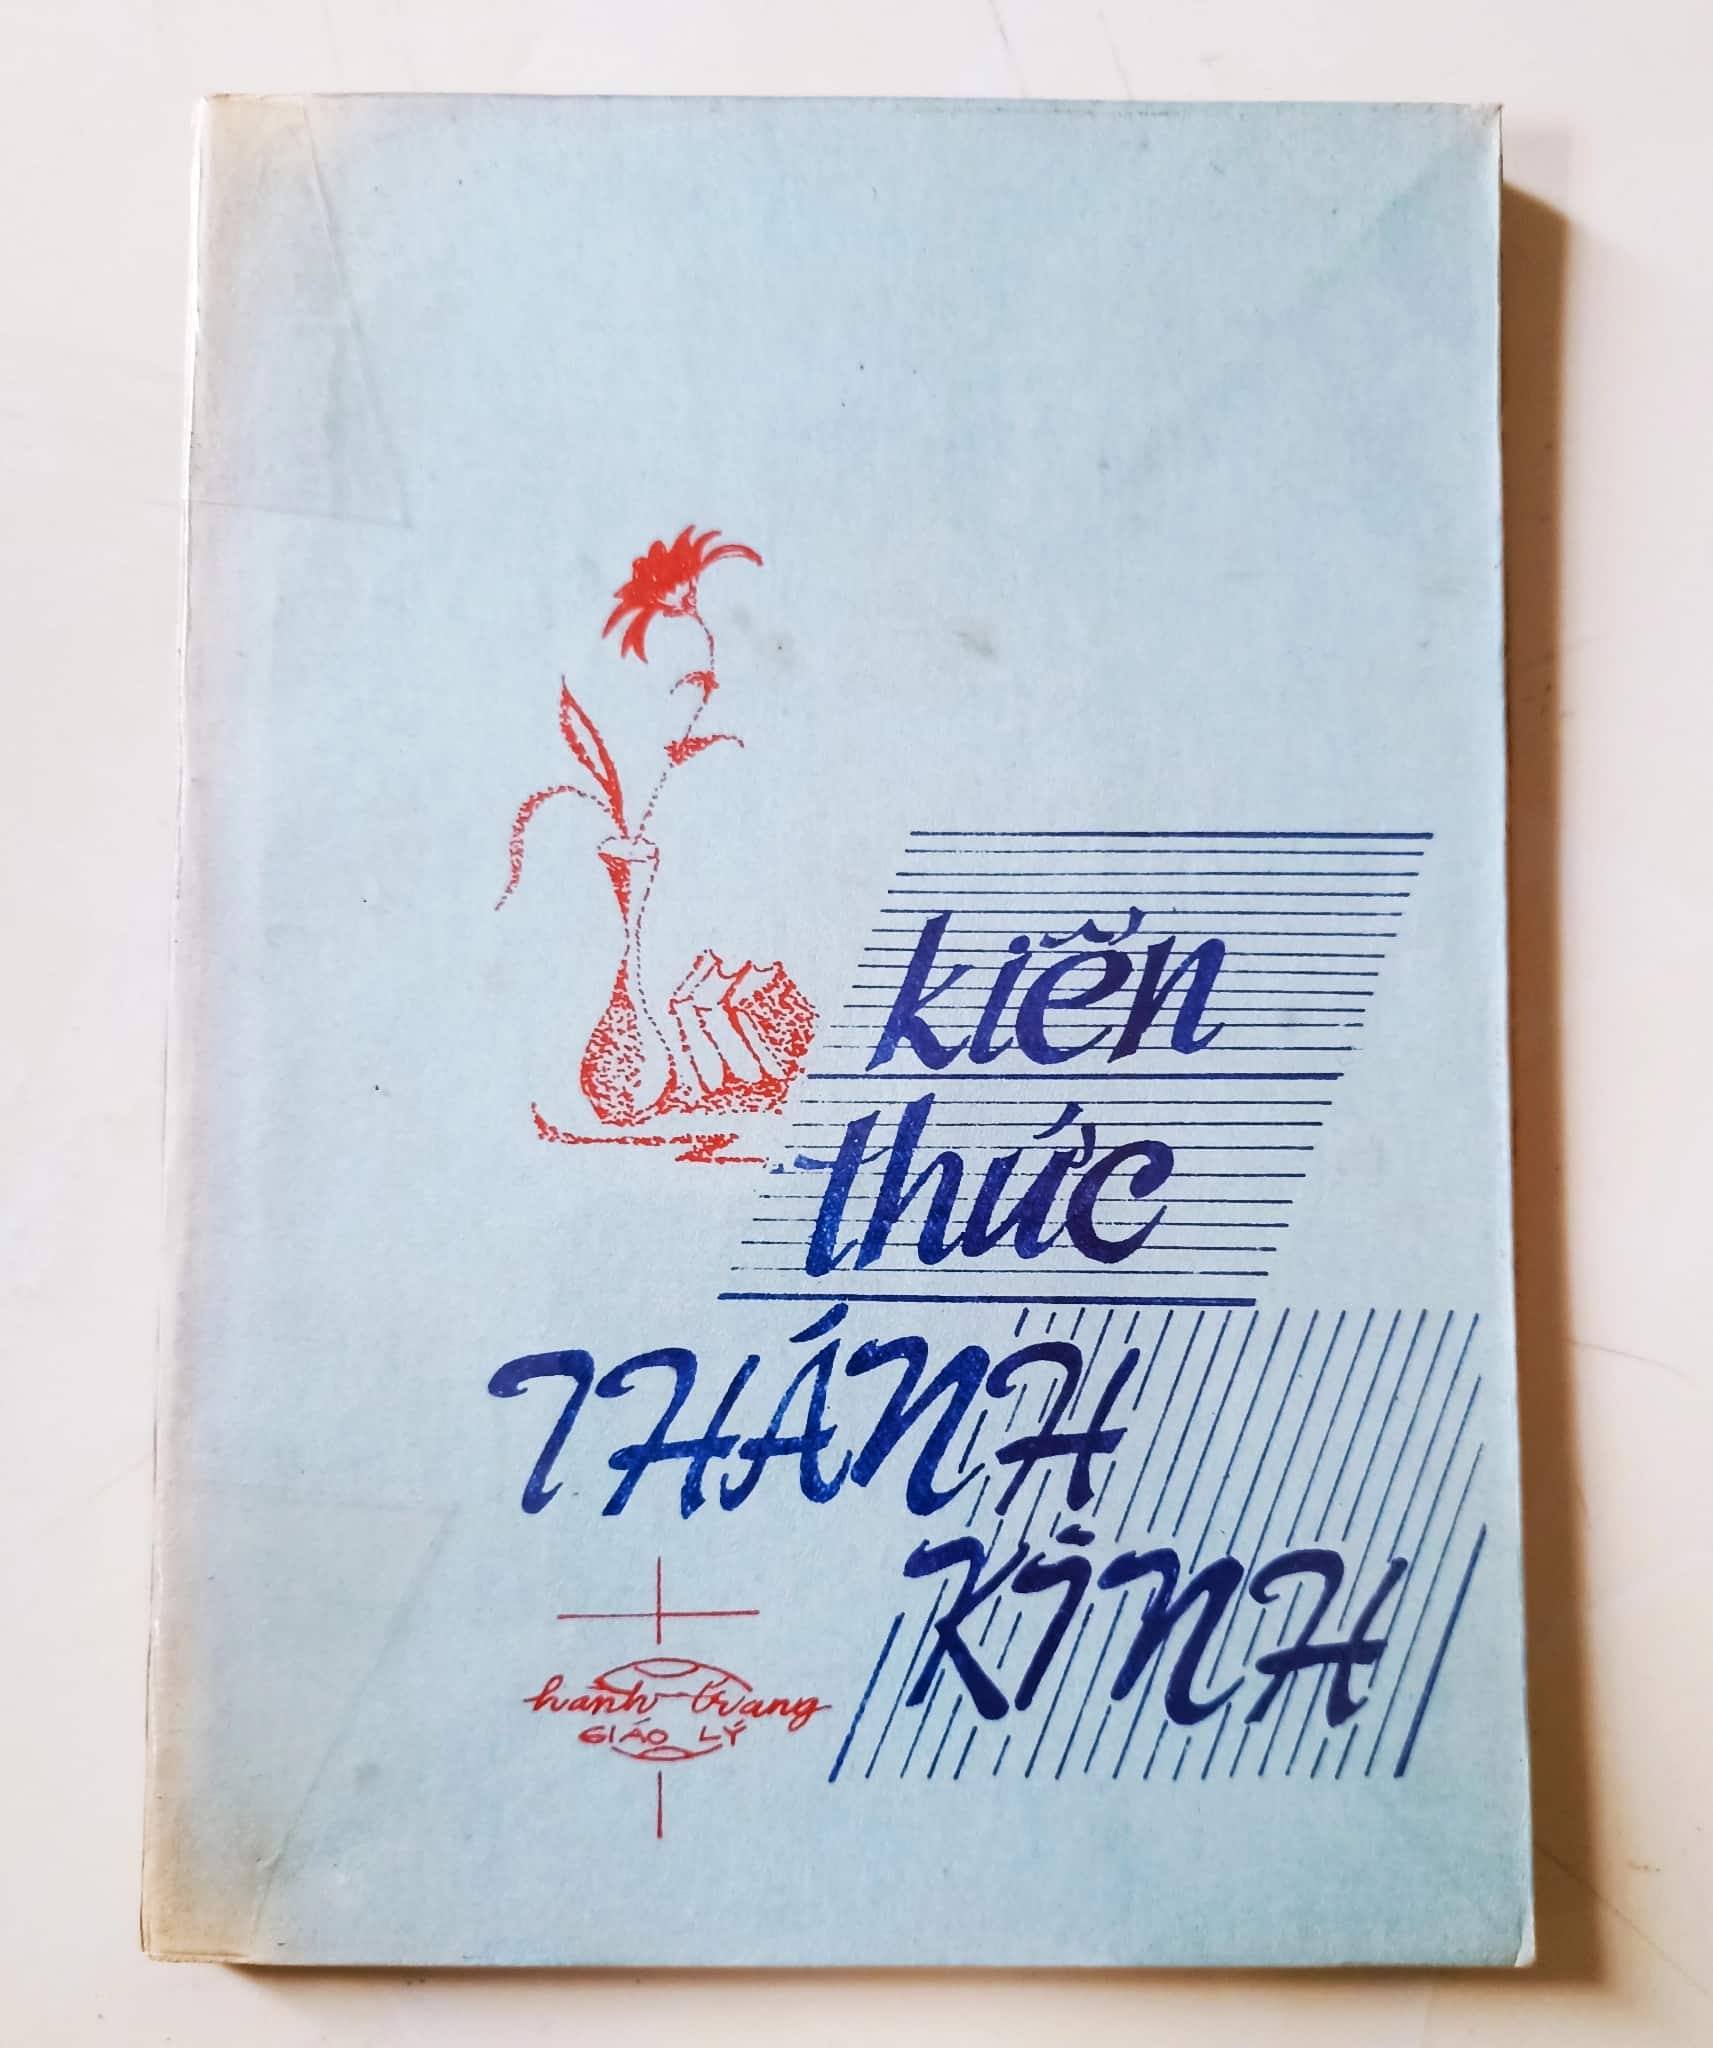 kiến
thức
THÁNH
KINH
hành trang
GIÁO LÝ